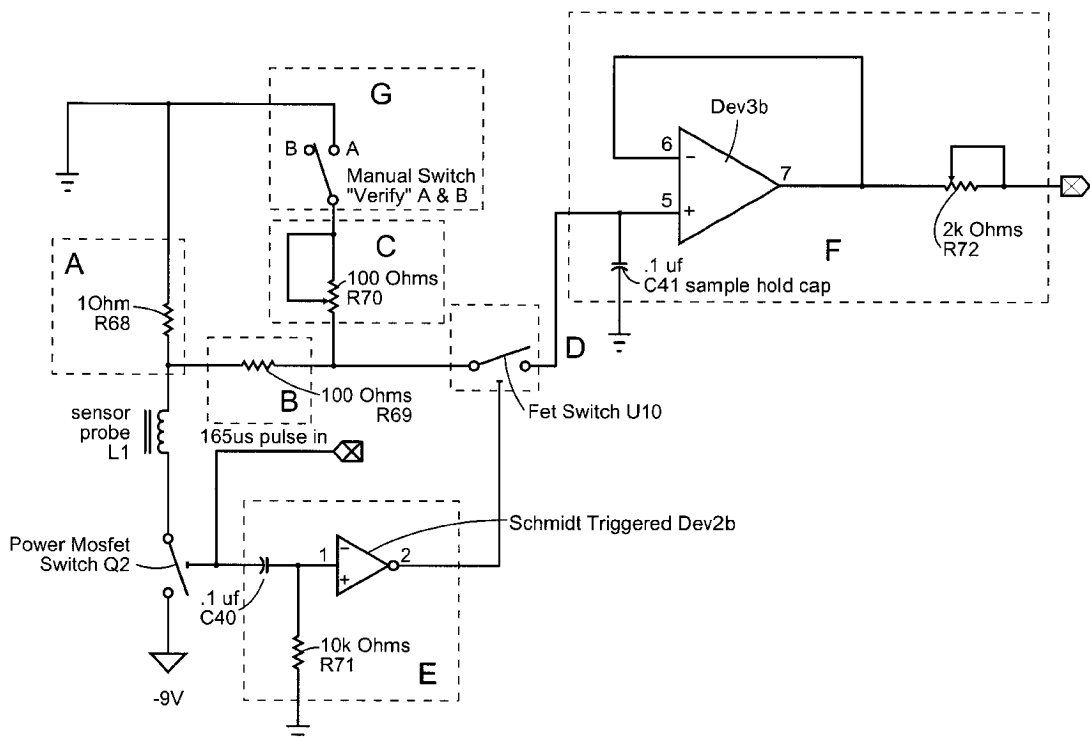 G
B
A
Manual Switch
"Verify" A & B
Dev3b
6
−
7
5
+
2k Ohms
R72
F
.1 uf
C41 sample hold cap
A
1Ohm
R68
C
100 Ohms
R70
D
B
100 Ohms
R69
Fet Switch U10
sensor
probe
L1
165us pulse in
Schmidt Triggered Dev2b
Power Mosfet
Switch Q2
1
−
+
2
.1 uf
C40
10k Ohms
R71
E
-9V